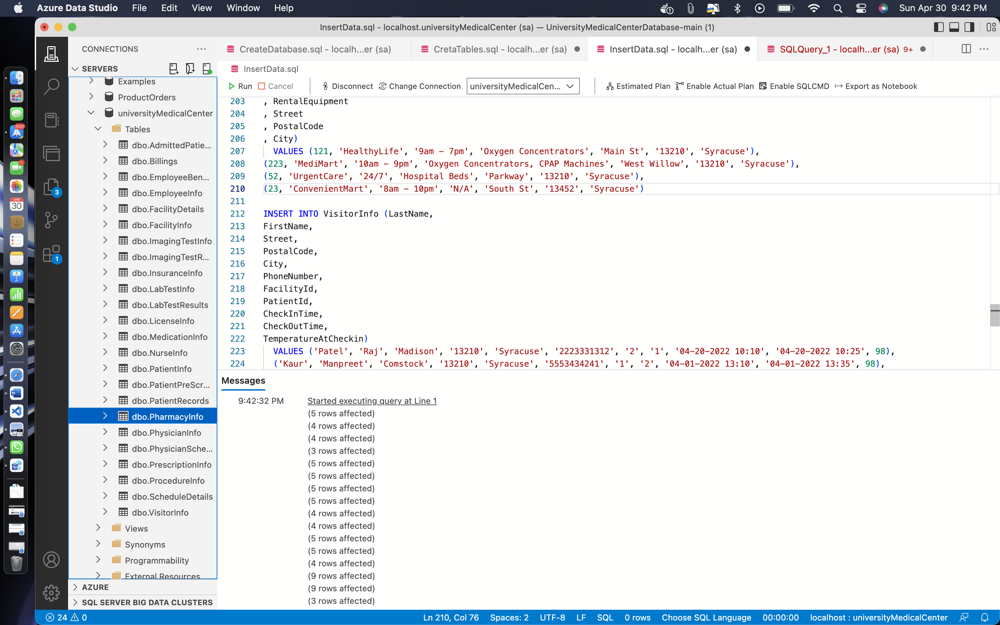 Azure Data Studio File Edit View Window Help Sun Apr 30 9:42 PM
InsertData.sql - localhost.universityMedicalCenter (sa) — UniversityMedicalCenterDatabase-main (1)
CONNECTIONS
CreateDatabase.sql - localh...er (sa) CretaTables.sql - localh...er (sa) InsertData.sql - localh...er (sa) SQLQuery_1 - localh...er (sa) 9+
SERVERS
InsertData.sql
Run Cancel Disconnect Change Connection universityMedicalCen... Estimated Plan Enable Actual Plan Enable SQLCMD Export as Notebook
Examples
ProductOrders
universityMedicalCenter
Tables
dbo.AdmittedPatie...
dbo.Billings
dbo.EmployeeBen...
dbo.EmployeeInfo
dbo.FacilityDetails
dbo.FacilityInfo
dbo.ImagingTestInfo
dbo.ImagingTestR...
dbo.InsuranceInfo
dbo.LabTestInfo
dbo.LabTestResults
dbo.LicenseInfo
dbo.MedicationInfo
dbo.NurseInfo
dbo.PatientInfo
dbo.PatientPreScr...
dbo.PatientRecords
dbo.PharmacyInfo
dbo.PhysicianInfo
dbo.PhysicianSche...
dbo.PrescriptionInfo
dbo.ProcedureInfo
dbo.ScheduleDetails
dbo.VisitorInfo
Views
Synonyms
Programmability
External Resources
AZURE
SQL SERVER BIG DATA CLUSTERS
203 , RentalEquipment
204 , Street
205 , PostalCode
206 , City)
207 VALUES (121, 'HealthyLife', '9am - 7pm', 'Oxygen Concentrators', 'Main St', '13210', 'Syracuse'),
208 (223, 'MediMart', '10am - 9pm', 'Oxygen Concentrators, CPAP Machines', 'West Willow', '13210', 'Syracuse'),
209 (52, 'UrgentCare', '24/7', 'Hospital Beds', 'Parkway', '13210', 'Syracuse'),
210 (23, 'ConvenientMart', '8am - 10pm', 'N/A', 'South St', '13452', 'Syracuse')
211
212 INSERT INTO VisitorInfo (LastName,
213 FirstName,
214 Street,
215 PostalCode,
216 City,
217 PhoneNumber,
218 FacilityId,
219 PatientId,
220 CheckInTime,
221 CheckOutTime,
222 TemperatureAtCheckin)
223 VALUES ('Patel', 'Raj', 'Madison', '13210', 'Syracuse', '2223331312', '2', '1', '04-20-2022 10:10', '04-20-2022 10:25', 98),
224 ('Kaur', 'Manpreet', 'Comstock', '13210', 'Syracuse', '5553434241', '1', '2', '04-01-2022 13:10', '04-01-2022 13:35', 98),
Messages
9:42:32 PM Started executing query at Line 1
(5 rows affected)
(4 rows affected)
(4 rows affected)
(3 rows affected)
(5 rows affected)
(5 rows affected)
(5 rows affected)
(5 rows affected)
(4 rows affected)
(4 rows affected)
(5 rows affected)
(5 rows affected)
(4 rows affected)
(9 rows affected)
(9 rows affected)
(3 rows affected)
21227
1
APR
30
3
1
24 0 Ln 210, Col 76 Spaces: 2 UTF-8 LF SQL 0 rows Choose SQL Language 00:00:00 localhost : universityMedicalCenter